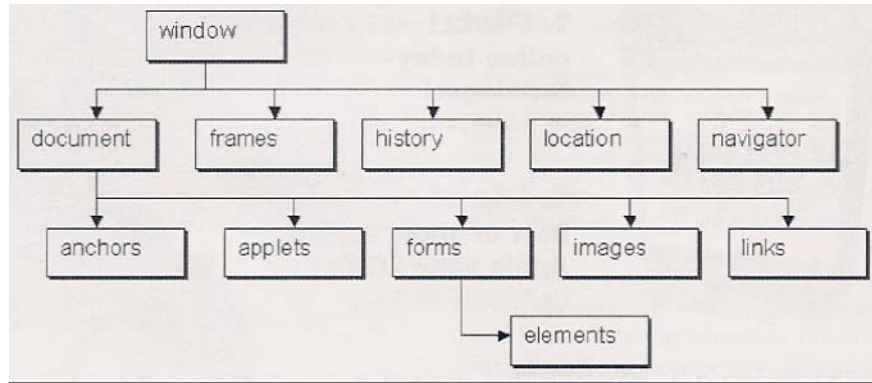 window
document frames history location navigator
anchors applets forms images links
elements